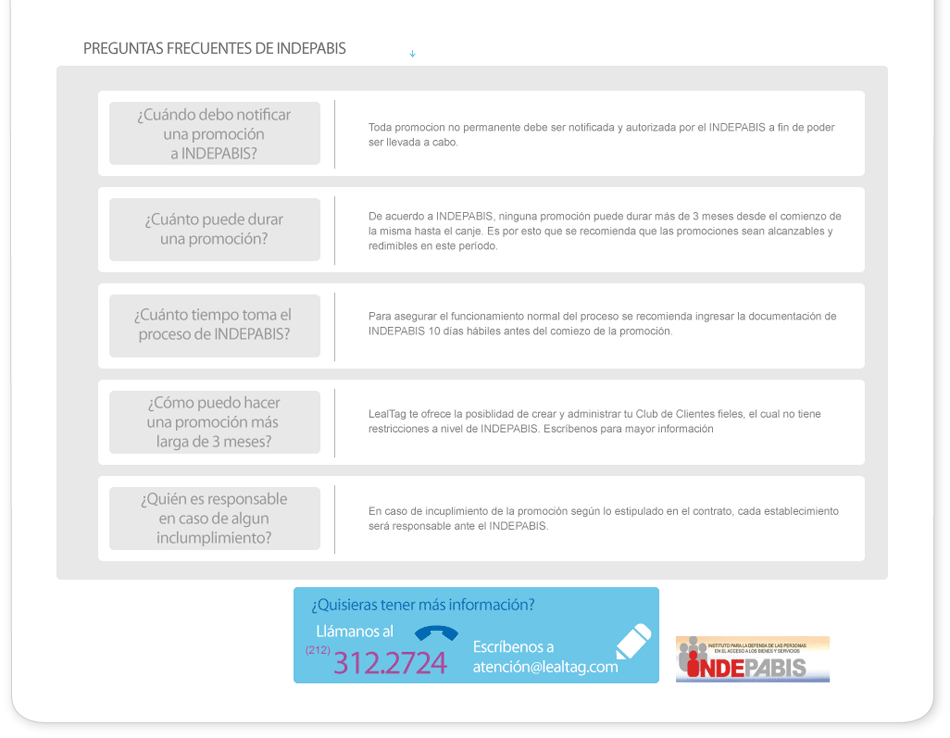 PREGUNTAS FRECUENTES DE INDEPABIS
¿Cuándo debo notificar
una promoción
a INDEPABIS?
Toda promocion no permanente debe ser notificada y autorizada por el INDEPABIS a fin de poder
ser llevada a cabo.
¿Cuánto puede durar
una promoción?
De acuerdo a INDEPABIS, ninguna promoción puede durar más de 3 meses desde el comienzo de
la misma hasta el canje. Es por esto que se recomienda que las promociones sean alcanzables y
redimibles en este período.
¿Cuánto tiempo toma el
proceso de INDEPABIS?
Para asegurar el funcionamiento normal del proceso se recomienda ingresar la documentación de
INDEPABIS 10 días hábiles antes del comiezo de la promoción.
¿Cómo puedo hacer
una promoción más
larga de 3 meses?
LealTag te ofrece la posiblidad de crear y administrar tu Club de Clientes fieles, el cual no tiene
restricciones a nivel de INDEPABIS. Escríbenos para mayor información
¿Quién es responsable
en caso de algun
inclumplimiento?
En caso de incuplimiento de la promoción según lo estipulado en el contrato, cada establecimiento
será responsable ante el INDEPABIS.
¿Quisieras tener más información?
Llámanos al
(212) 312.2724
Escríbenos a
atención@lealtag.com
INSTITUTO PARA LA DEFENSA DE LAS PERSONAS
EN EL ACCESO A LOS BIENES Y SERVICIOS
INDEPABIS